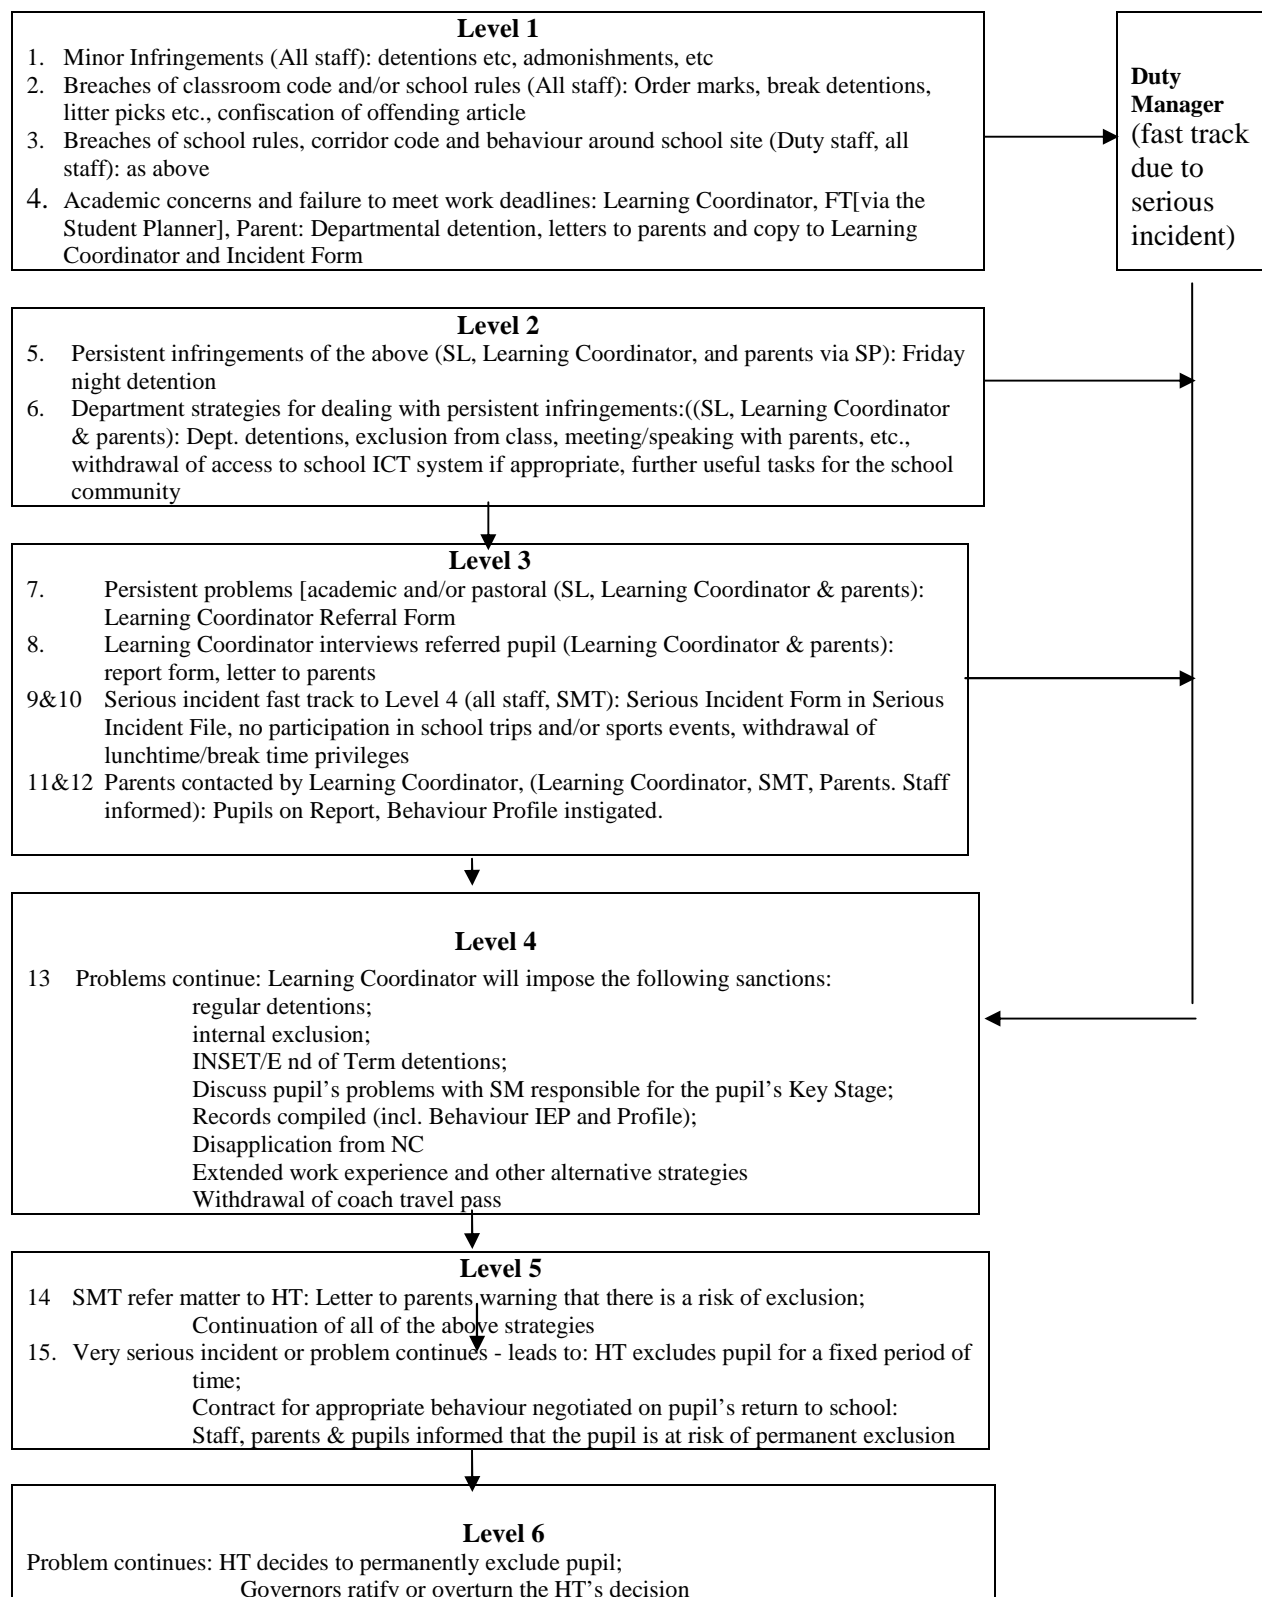 Level 1
1. Minor Infringements (All staff): detentions etc, admonishments, etc
2. Breaches of classroom code and/or school rules (All staff): Order marks, break detentions,
litter picks etc., confiscation of offending article
3. Breaches of school rules, corridor code and behaviour around school site (Duty staff, all
staff): as above
4. Academic concerns and failure to meet work deadlines: Learning Coordinator, FT[via the
Student Planner], Parent: Departmental detention, letters to parents and copy to Learning
Coordinator and Incident Form
Duty
Manager
(fast track
due to
serious
incident)
Level 2
5. Persistent infringements of the above (SL, Learning Coordinator, and parents via SP): Friday
night detention
6. Department strategies for dealing with persistent infringements:((SL, Learning Coordinator
& parents): Dept. detentions, exclusion from class, meeting/speaking with parents, etc.,
withdrawal of access to school ICT system if appropriate, further useful tasks for the school
community
Level 3
7. Persistent problems [academic and/or pastoral (SL, Learning Coordinator & parents):
Learning Coordinator Referral Form
8. Learning Coordinator interviews referred pupil (Learning Coordinator & parents):
report form, letter to parents
9&10 Serious incident fast track to Level 4 (all staff, SMT): Serious Incident Form in Serious
Incident File, no participation in school trips and/or sports events, withdrawal of
lunchtime/break time privileges
11&12 Parents contacted by Learning Coordinator, (Learning Coordinator, SMT, Parents. Staff
informed): Pupils on Report, Behaviour Profile instigated.
Level 4
13 Problems continue: Learning Coordinator will impose the following sanctions:
regular detentions;
internal exclusion;
INSET/E nd of Term detentions;
Discuss pupil's problems with SM responsible for the pupil's Key Stage;
Records compiled (incl. Behaviour IEP and Profile);
Disapplication from NC
Extended work experience and other alternative strategies
Withdrawal of coach travel pass
Level 5
14 SMT refer matter to HT: Letter to parents warning that there is a risk of exclusion;
Continuation of all of the above strategies
15. Very serious incident or problem continues - leads to: HT excludes pupil for a fixed period of
time;
Contract for appropriate behaviour negotiated on pupil's return to school:
Staff, parents & pupils informed that the pupil is at risk of permanent exclusion
Level 6
Problem continues: HT decides to permanently exclude pupil;
Governors ratify or overturn the HT's decision